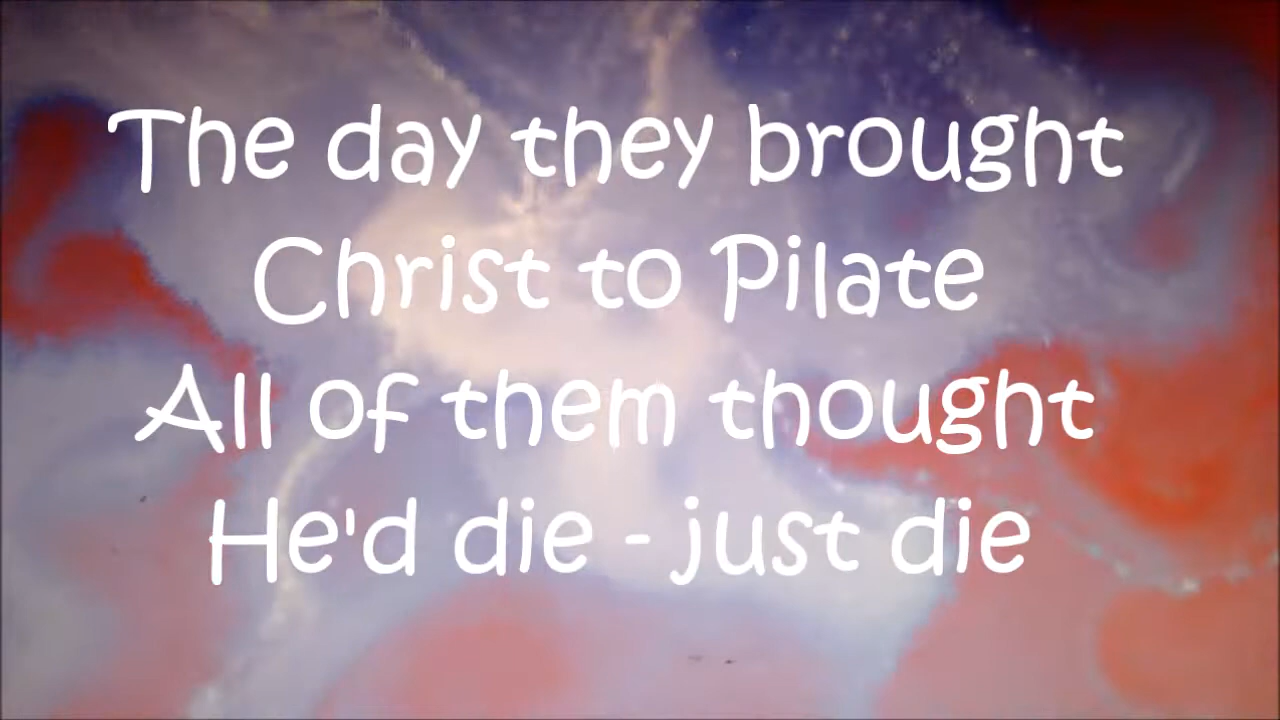 The day they brought
Christ to Pilate
All of them thought
He'd die - just die